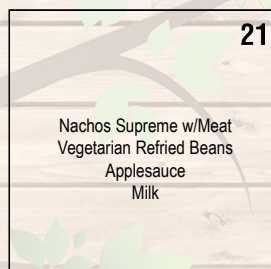 21
Nachos Supreme w/Meat
Vegetarian Refried Beans
Applesauce
Milk